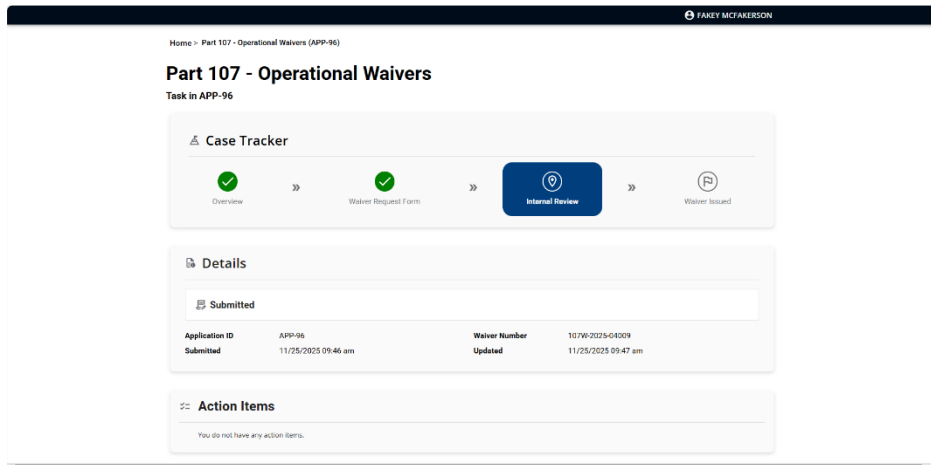 FAKEY MCFAKERSON
Home > Part 107 - Operational Waivers (APP-96)
Part 107 - Operational Waivers
Task in APP-96
Case Tracker
Overview » Waiver Request Form » Internal Review » Waiver Issued
Details
Submitted
Application ID APP-96 Waiver Number 107W-2025-04009
Submitted 11/25/2025 09:46 am Updated 11/25/2025 09:47 am
Action Items
You do not have any action items.